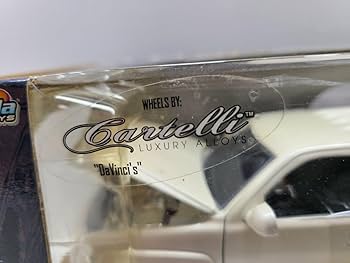 WHEELS BY:
Cartelli™
LUXURY ALLOYS
"DaVinci's"